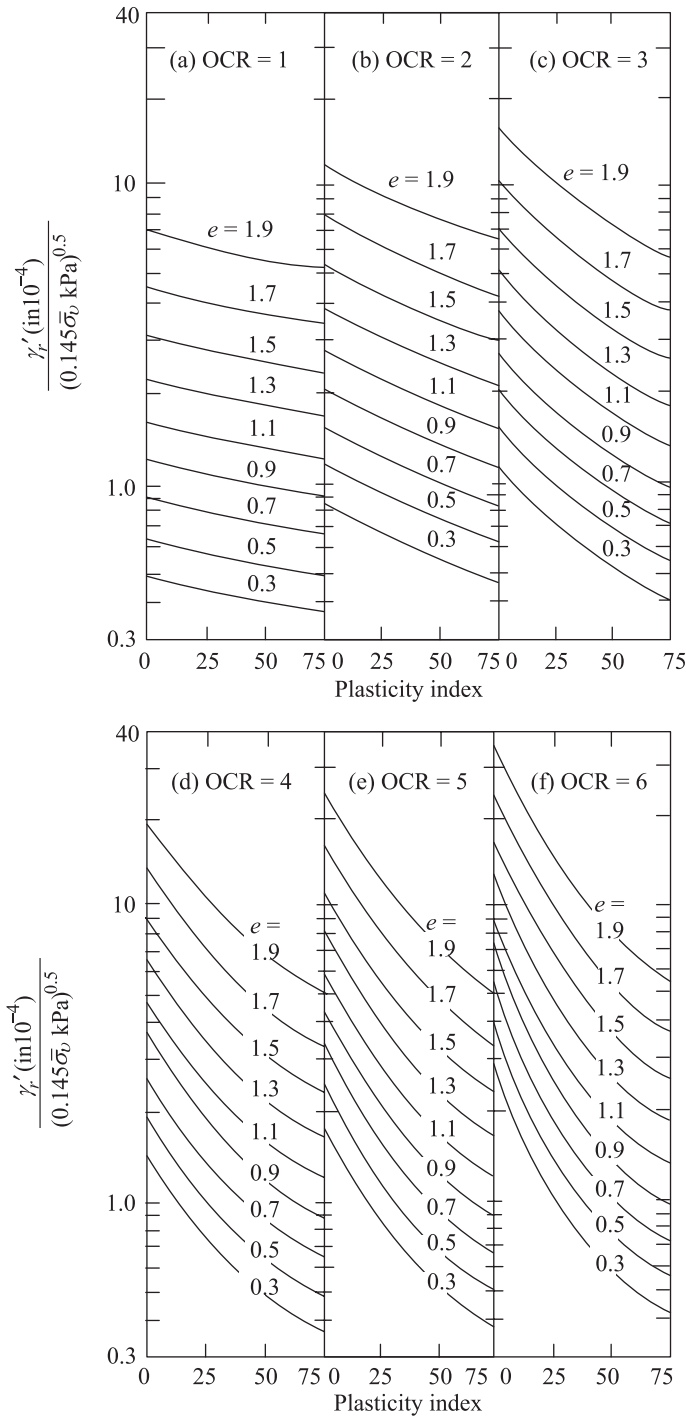 40
(a) OCR = 1
(b) OCR = 2
(c) OCR = 3
10
1.0
0.3
γr′(in10⁻⁴)
(0.145σ̄υ kPa)^0.5
e = 1.9
1.7
1.5
1.3
1.1
0.9
0.7
0.5
0.3
e = 1.9
1.7
1.5
1.3
1.1
0.9
0.7
0.5
0.3
e = 1.9
1.7
1.5
1.3
1.1
0.9
0.7
0.5
0.3
0 25 50 75 0 25 50 75 0 25 50 75
Plasticity index
40
(d) OCR = 4
(e) OCR = 5
(f) OCR = 6
10
1.0
0.3
γr′(in10⁻⁴)
(0.145σ̄υ kPa)^0.5
e =
1.9
1.7
1.5
1.3
1.1
0.9
0.7
0.5
0.3
e =
1.9
1.7
1.5
1.3
1.1
0.9
0.7
0.5
0.3
e =
1.9
1.7
1.5
1.3
1.1
0.9
0.7
0.5
0.3
0 25 50 75 0 25 50 75 0 25 50 75
Plasticity index